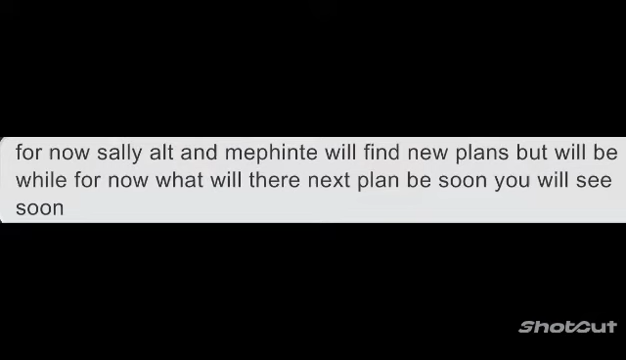 for now sally alt and mephinte will find new plans but will be
while for now what will there next plan be soon you will see
soon
SHOTCUT